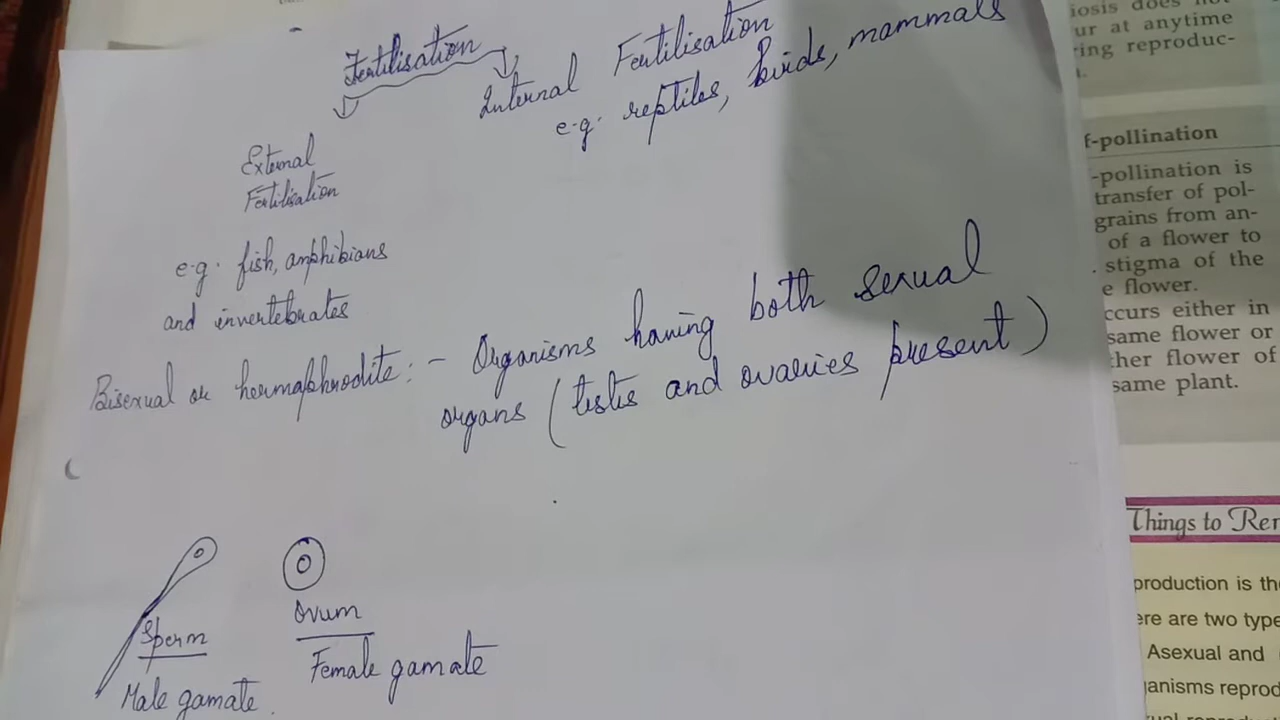 Fertilisation
Internal Fertilisation
e.g. reptiles, birds, mammals
External
Fertilisation
e.g. fish, amphibians
and invertebrates
Bisexual or hermaphrodite: - Organisms having both sexual
organs (testis and ovaries present)
Sperm
Male gamate.
Ovum
Female gamate
iosis does not
ur at anytime
ring reproduc-
f-pollination
-pollination is
transfer of pol-
grains from an-
of a flower to
stigma of the
e flower.
ccurs either in
same flower or
ther flower of
same plant.
Things to Rer
production is th
ere are two type
Asexual and
anisms reprod